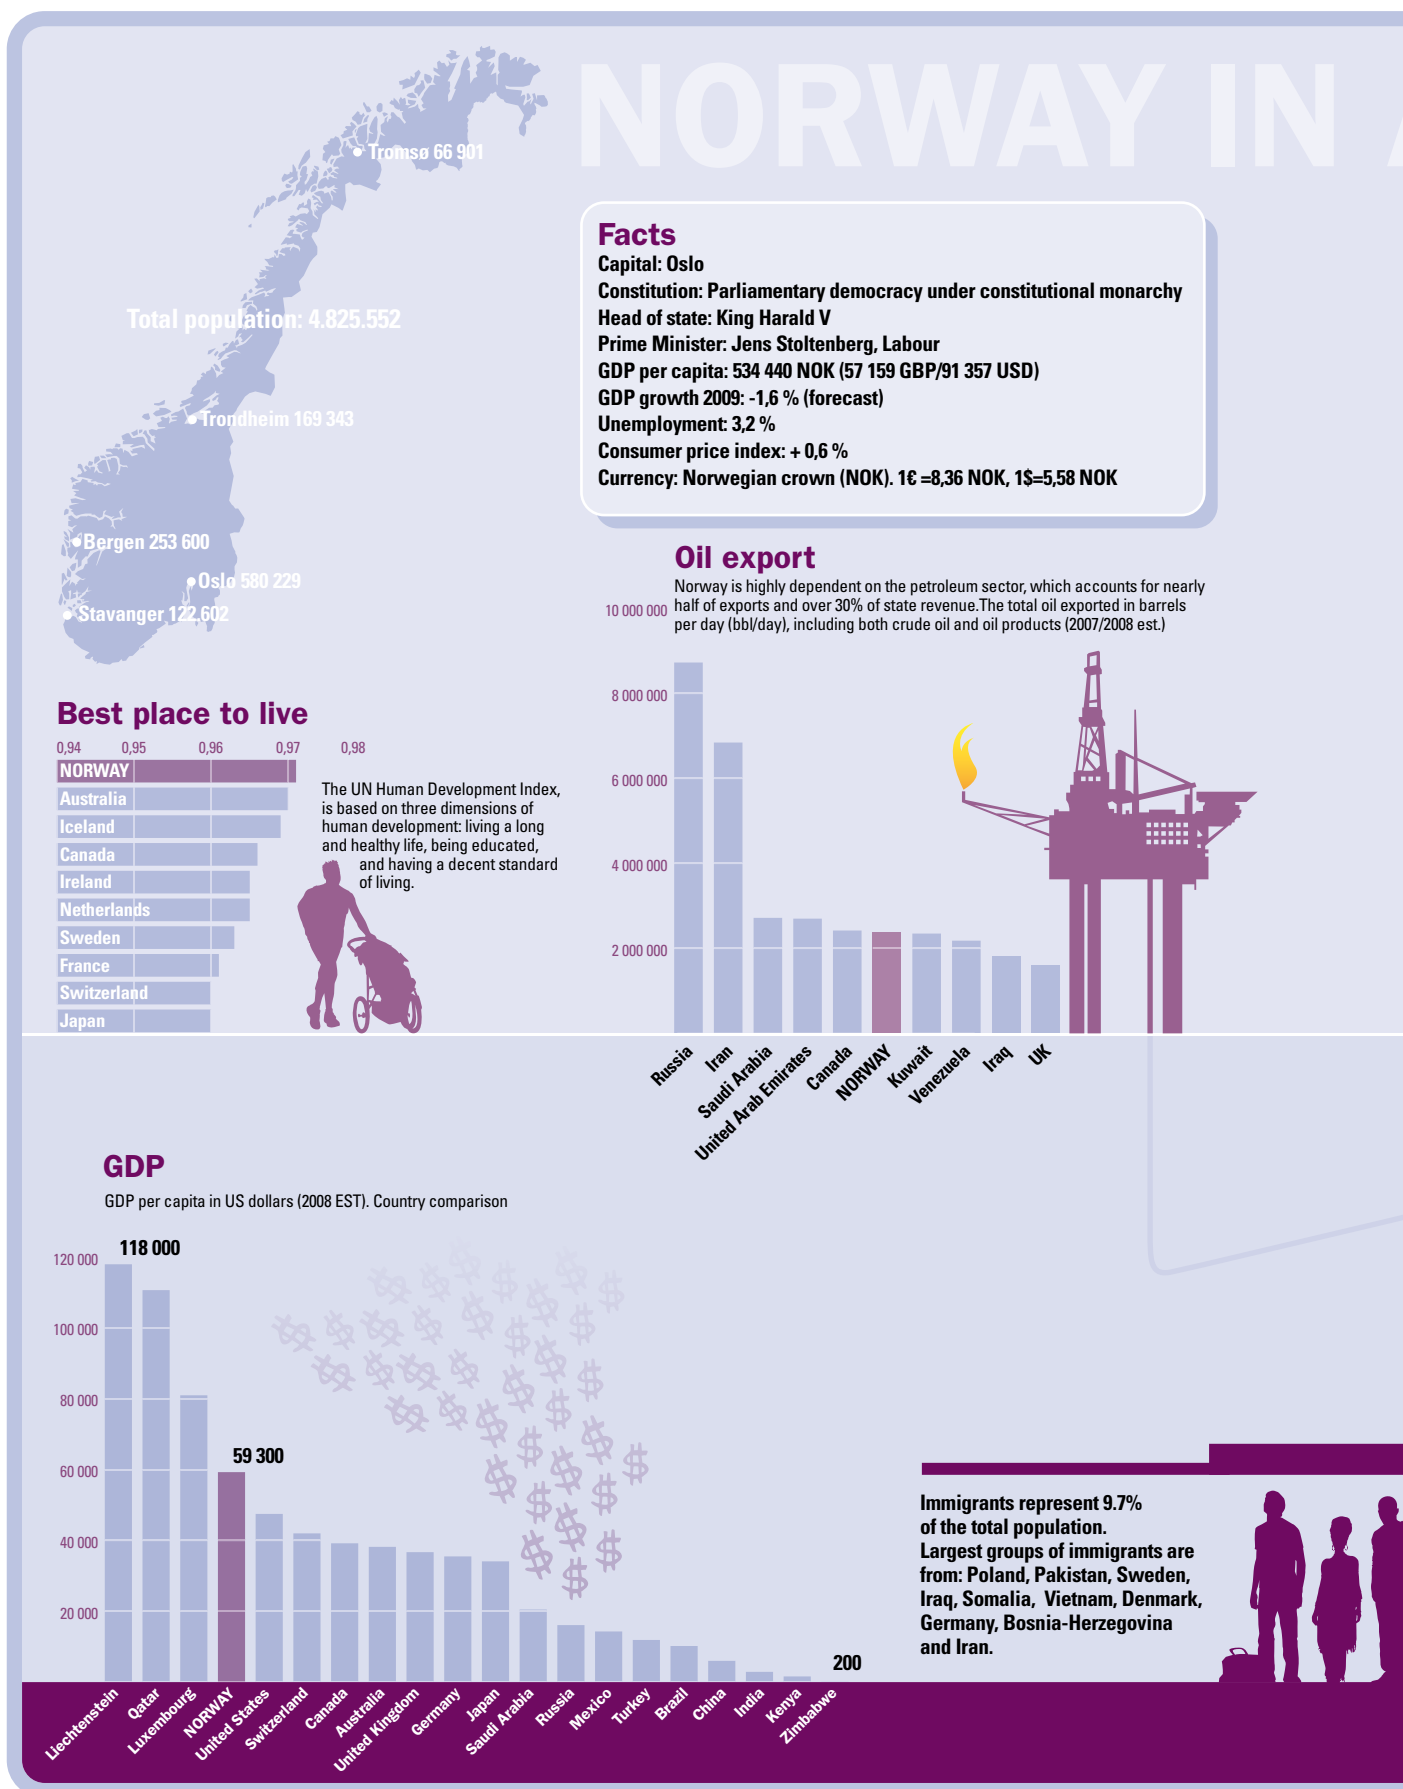 NORWAY IN A
Tromsø 66 901
Total population: 4.825.552
Trondheim 169 343
Bergen 253 600
Oslo 580 229
Stavanger 122,602
Facts
Capital: Oslo
Constitution: Parliamentary democracy under constitutional monarchy
Head of state: King Harald V
Prime Minister: Jens Stoltenberg, Labour
GDP per capita: 534 440 NOK (57 159 GBP/91 357 USD)
GDP growth 2009: -1,6 % (forecast)
Unemployment: 3,2 %
Consumer price index: + 0,6 %
Currency: Norwegian crown (NOK). 1€ =8,36 NOK, 1$=5,58 NOK
Best place to live
0,94 0,95 0,96 0,97 0,98
NORWAY
Australia
Iceland
Canada
Ireland
Netherlands
Sweden
France
Switzerland
Japan
The UN Human Development Index,
is based on three dimensions of
human development: living a long
and healthy life, being educated,
and having a decent standard
of living.
Oil export
Norway is highly dependent on the petroleum sector, which accounts for nearly
half of exports and over 30% of state revenue.The total oil exported in barrels
per day (bbl/day), including both crude oil and oil products (2007/2008 est.)
10 000 000
8 000 000
6 000 000
4 000 000
2 000 000
Russia
Iran
Saudi Arabia
United Arab Emirates
Canada
NORWAY
Kuwait
Venezuela
Iraq
UK
GDP
GDP per capita in US dollars (2008 EST). Country comparison
120 000
100 000
80 000
60 000
40 000
20 000
118 000
59 300
200
Liechtenstein
Qatar
Luxembourg
NORWAY
United States
Switzerland
Canada
Australia
United Kingdom
Germany
Japan
Saudi Arabia
Russia
Mexico
Turkey
Brazil
China
India
Kenya
Zimbabwe
Immigrants represent 9.7%
of the total population.
Largest groups of immigrants are
from: Poland, Pakistan, Sweden,
Iraq, Somalia, Vietnam, Denmark,
Germany, Bosnia-Herzegovina
and Iran.